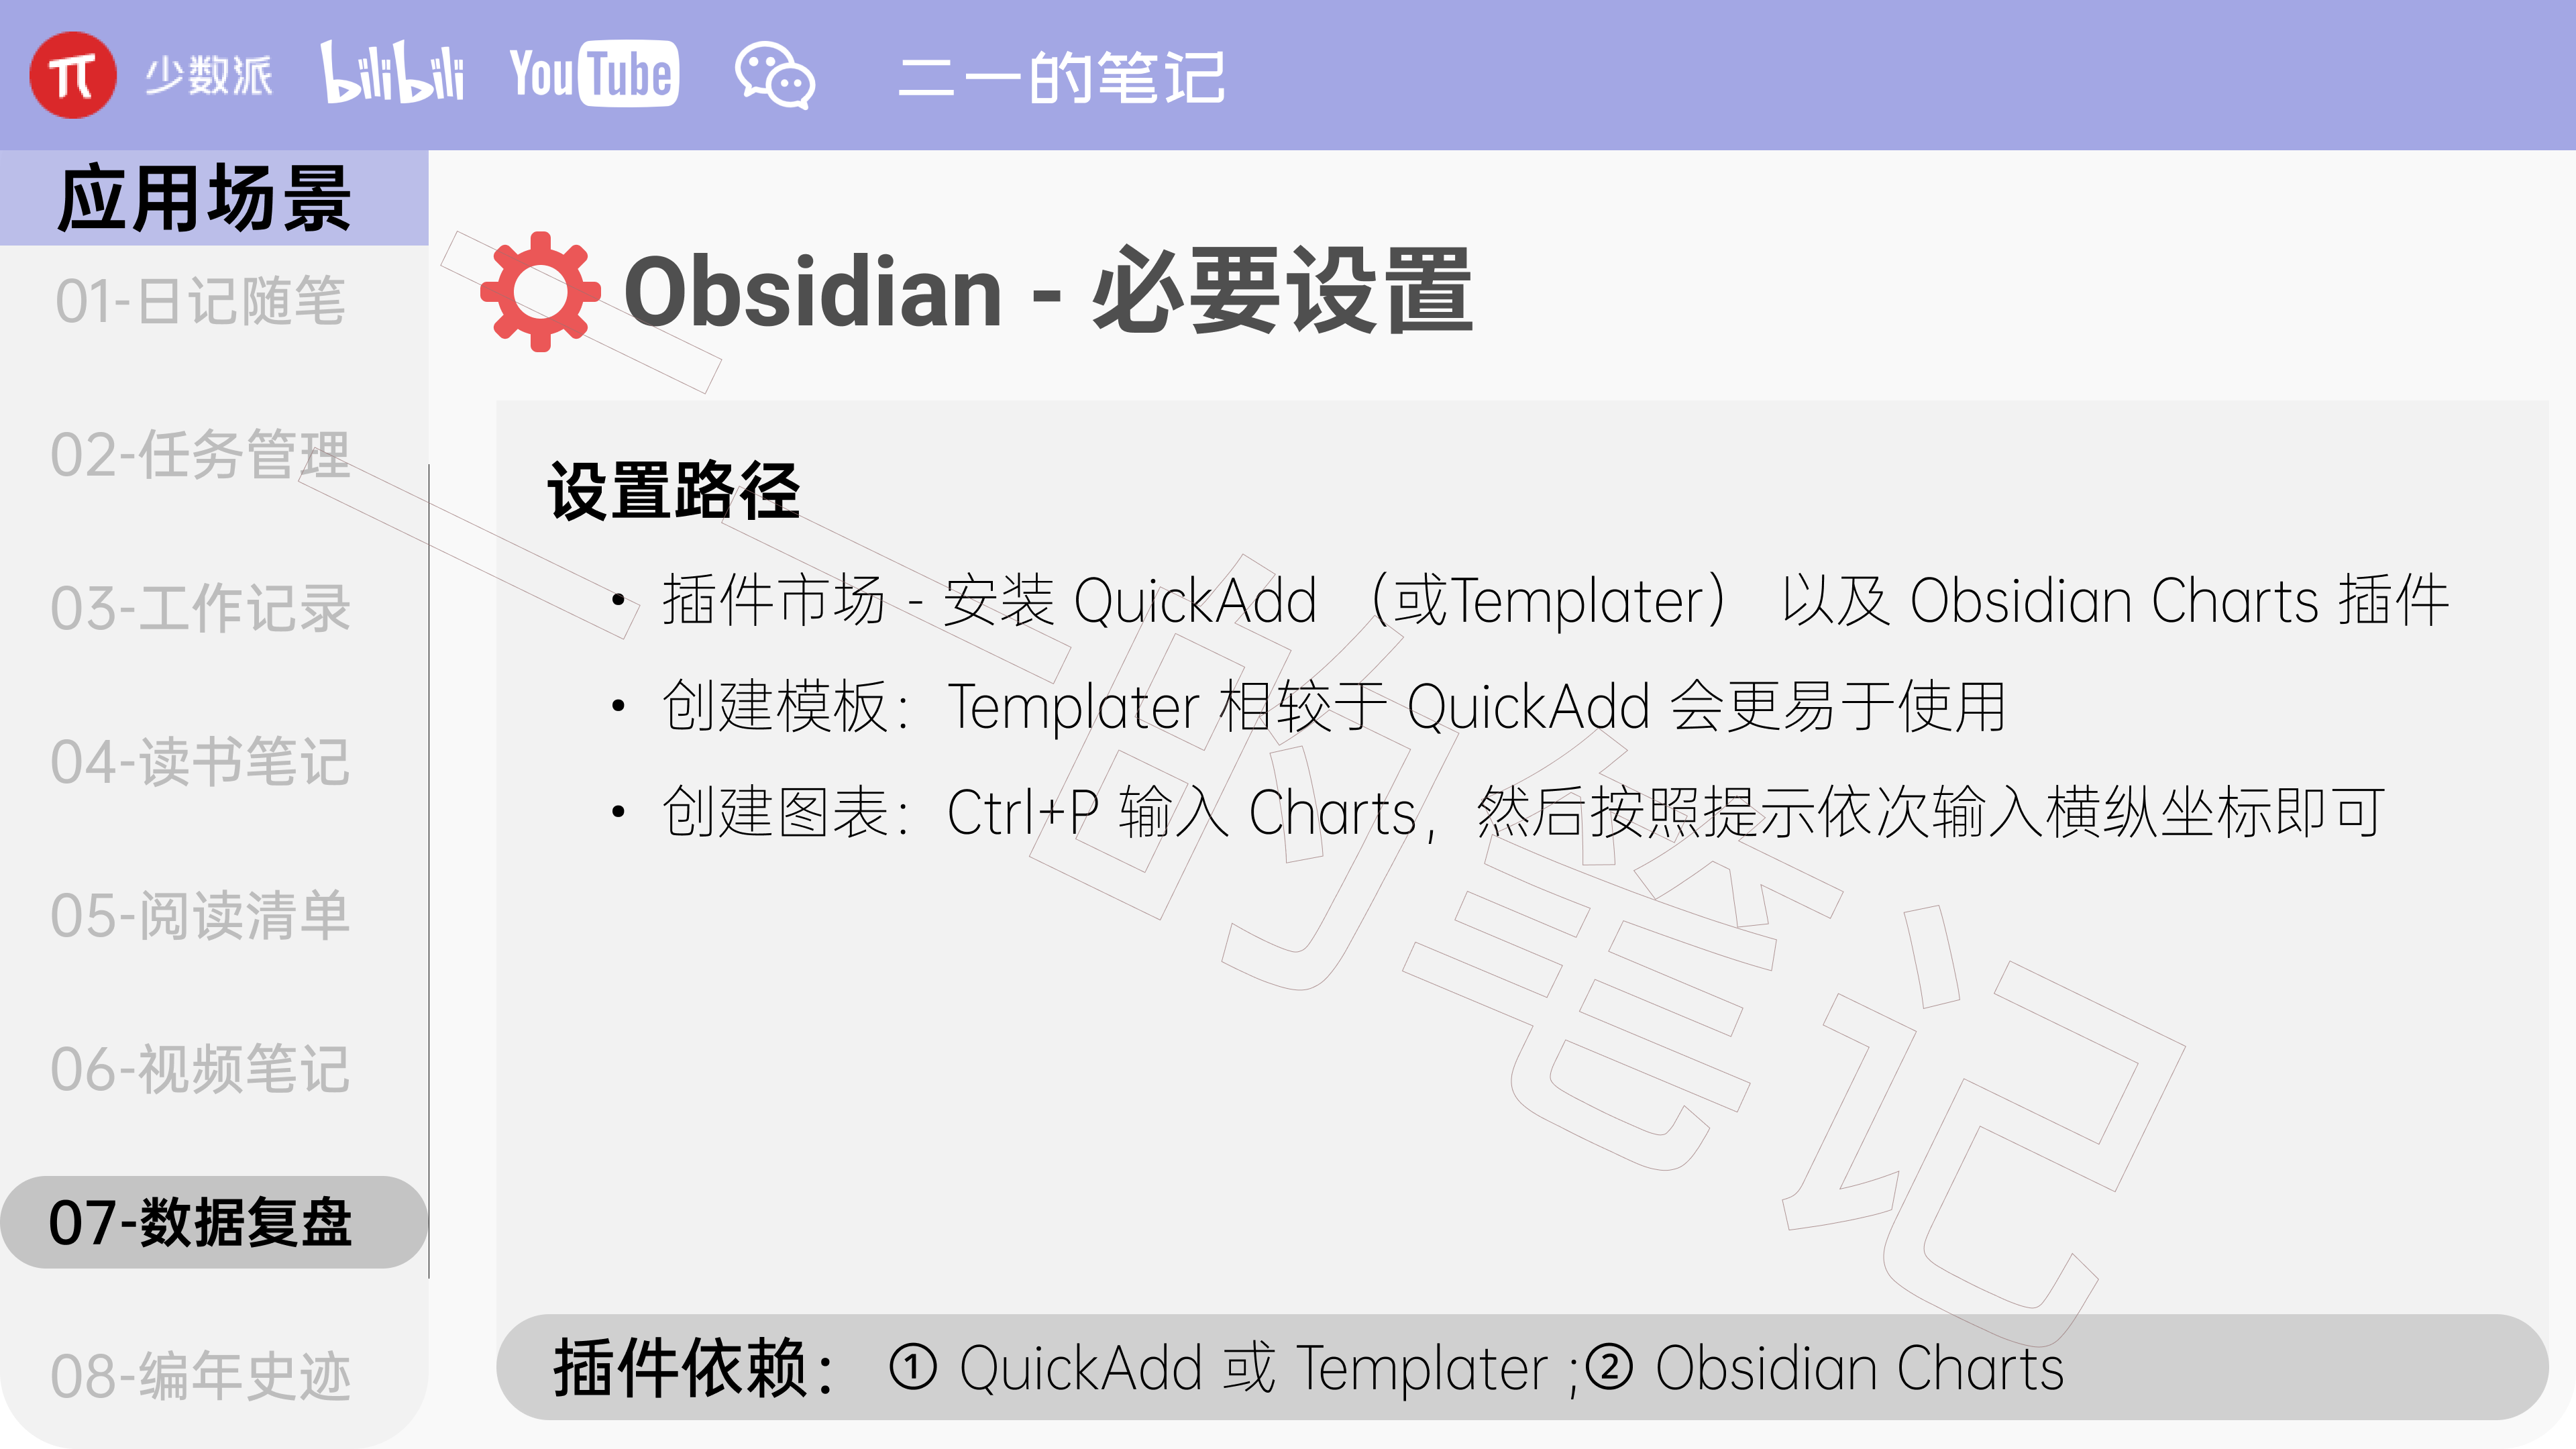 少数派 bilibili YouTube 二一的笔记
应用场景
01-日记随笔
02-任务管理
03-工作记录
04-读书笔记
05-阅读清单
06-视频笔记
07-数据复盘
08-编年史迹
Obsidian - 必要设置
设置路径
• 插件市场 - 安装 QuickAdd （或Templater） 以及 Obsidian Charts 插件
• 创建模板：Templater 相较于 QuickAdd 会更易于使用
• 创建图表：Ctrl+P 输入 Charts，然后按照提示依次输入横纵坐标即可
插件依赖： ① QuickAdd 或 Templater ;② Obsidian Charts
二一的笔记